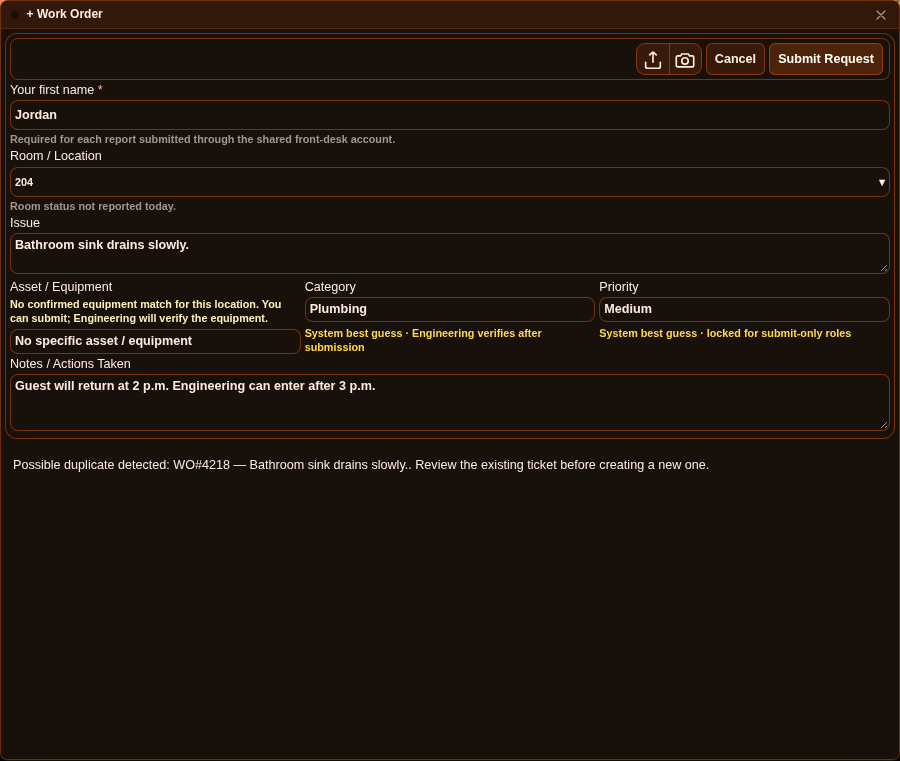 + Work Order
Cancel
Submit Request
Your first name *
Jordan
Required for each report submitted through the shared front-desk account.
Room / Location
204
Room status not reported today.
Issue
Bathroom sink drains slowly.
Asset / Equipment
No confirmed equipment match for this location. You
can submit; Engineering will verify the equipment.
No specific asset / equipment
Category
Plumbing
System best guess · Engineering verifies after
submission
Priority
Medium
System best guess · locked for submit-only roles
Notes / Actions Taken
Guest will return at 2 p.m. Engineering can enter after 3 p.m.
Possible duplicate detected: WO#4218 — Bathroom sink drains slowly.. Review the existing ticket before creating a new one.